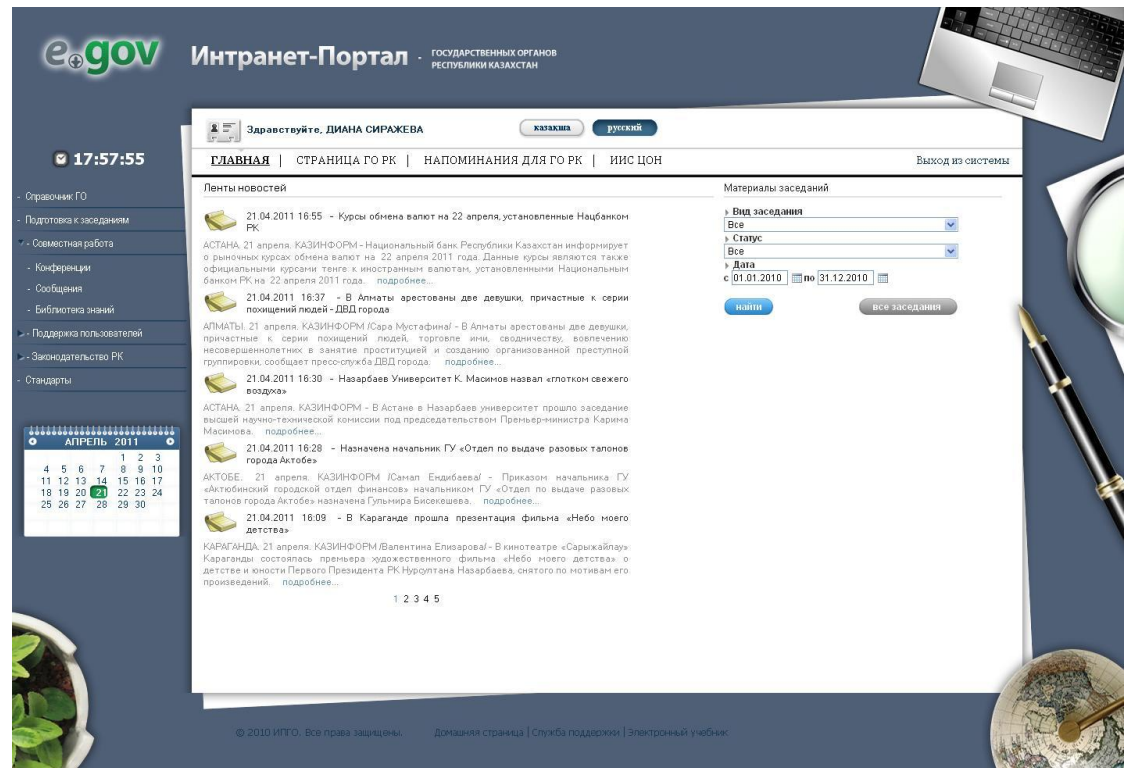 e.gov
Интранет-Портал - ГОСУДАРСТВЕННЫХ ОРГАНОВ
РЕСПУБЛИКИ КАЗАХСТАН
Здравствуйте, ДИАНА СИРАЖЕВА
казакша
русский
17:57:55
ГЛАВНАЯ | СТРАНИЦА ГО РК | НАПОМИНАНИЯ ДЛЯ ГО РК | ИИС ЦОН
Выход из системы
- Справочник ГО
- Подготовка к заседаниям
- Совместная работа
- Конференции
- Сообщения
- Библиотека знаний
- Поддержка пользователей
- Законодательство РК
- Стандарты
АПРЕЛЬ 2011
1 2 3
4 5 6 7 8 9 10
11 12 13 14 15 16 17
18 19 20 21 22 23 24
25 26 27 28 29 30
Ленты новостей
21.04.2011 16:55 - Курсы обмена валют на 22 апреля, установленные Нацбанком
РК
АСТАНА. 21 апреля. КАЗИНФОРМ - Национальный банк Республики Казахстан информирует
о рыночных курсах обмена валют на 22 апреля 2011 года. Данные курсы являются также
официальными курсами тенге к иностранным валютам, установленными Национальным
банком РК на 22 апреля 2011 года. подробнее...
21.04.2011 16:37 - В Алматы арестованы две девушки, причастные к серии
похищений людей - ДВД города
АЛМАТЫ. 21 апреля. КАЗИНФОРМ /Сара Мустафина/ - В Алматы арестованы две девушки,
причастные к серии похищений людей, торговле ими, сводничеству, вовлечению
несовершеннолетних в занятие проституцией и созданию организованной преступной
группировки, сообщает пресс-служба ДВД города. подробнее...
21.04.2011 16:30 - Назарбаев Университет К. Масимов назвал «глотком свежего
воздуха»
АСТАНА. 21 апреля. КАЗИНФОРМ - В Астане в Назарбаев университет прошло заседание
высшей научно-технической комиссии под председательством Премьер-министра Карима
Масимова. подробнее...
21.04.2011 16:28 - Назначена начальник ГУ «Отдел по выдаче разовых талонов
города Актобе»
АКТОБЕ. 21 апреля. КАЗИНФОРМ /Самал Ендибаева/ - Приказом начальника ГУ
«Актюбинский городской отдел финансов» начальником ГУ «Отдел по выдаче разовых
талонов города Актобе» назначена Гульмира Бисекешева. подробнее...
21.04.2011 16:09 - В Караганде прошла презентация фильма «Небо моего
детства»
КАРАГАНДА. 21 апреля. КАЗИНФОРМ /Валентина Елизарова/ - В кинотеатре «Сарыжайлау»
Караганды состоялась премьера художественного фильма «Небо моего детства» о
детстве и юности Первого Президента РК Нурсултана Назарбаева, снятого по мотивам его
произведений. подробнее...
1 2 3 4 5
Материалы заседаний
Вид заседания
Все
Статус
Все
Дата
с 01.01.2010 по 31.12.2010
найти
все заседания
© 2010 ИПГО. Все права защищены. Домашняя страница | Служба поддержки | Электронный учебник